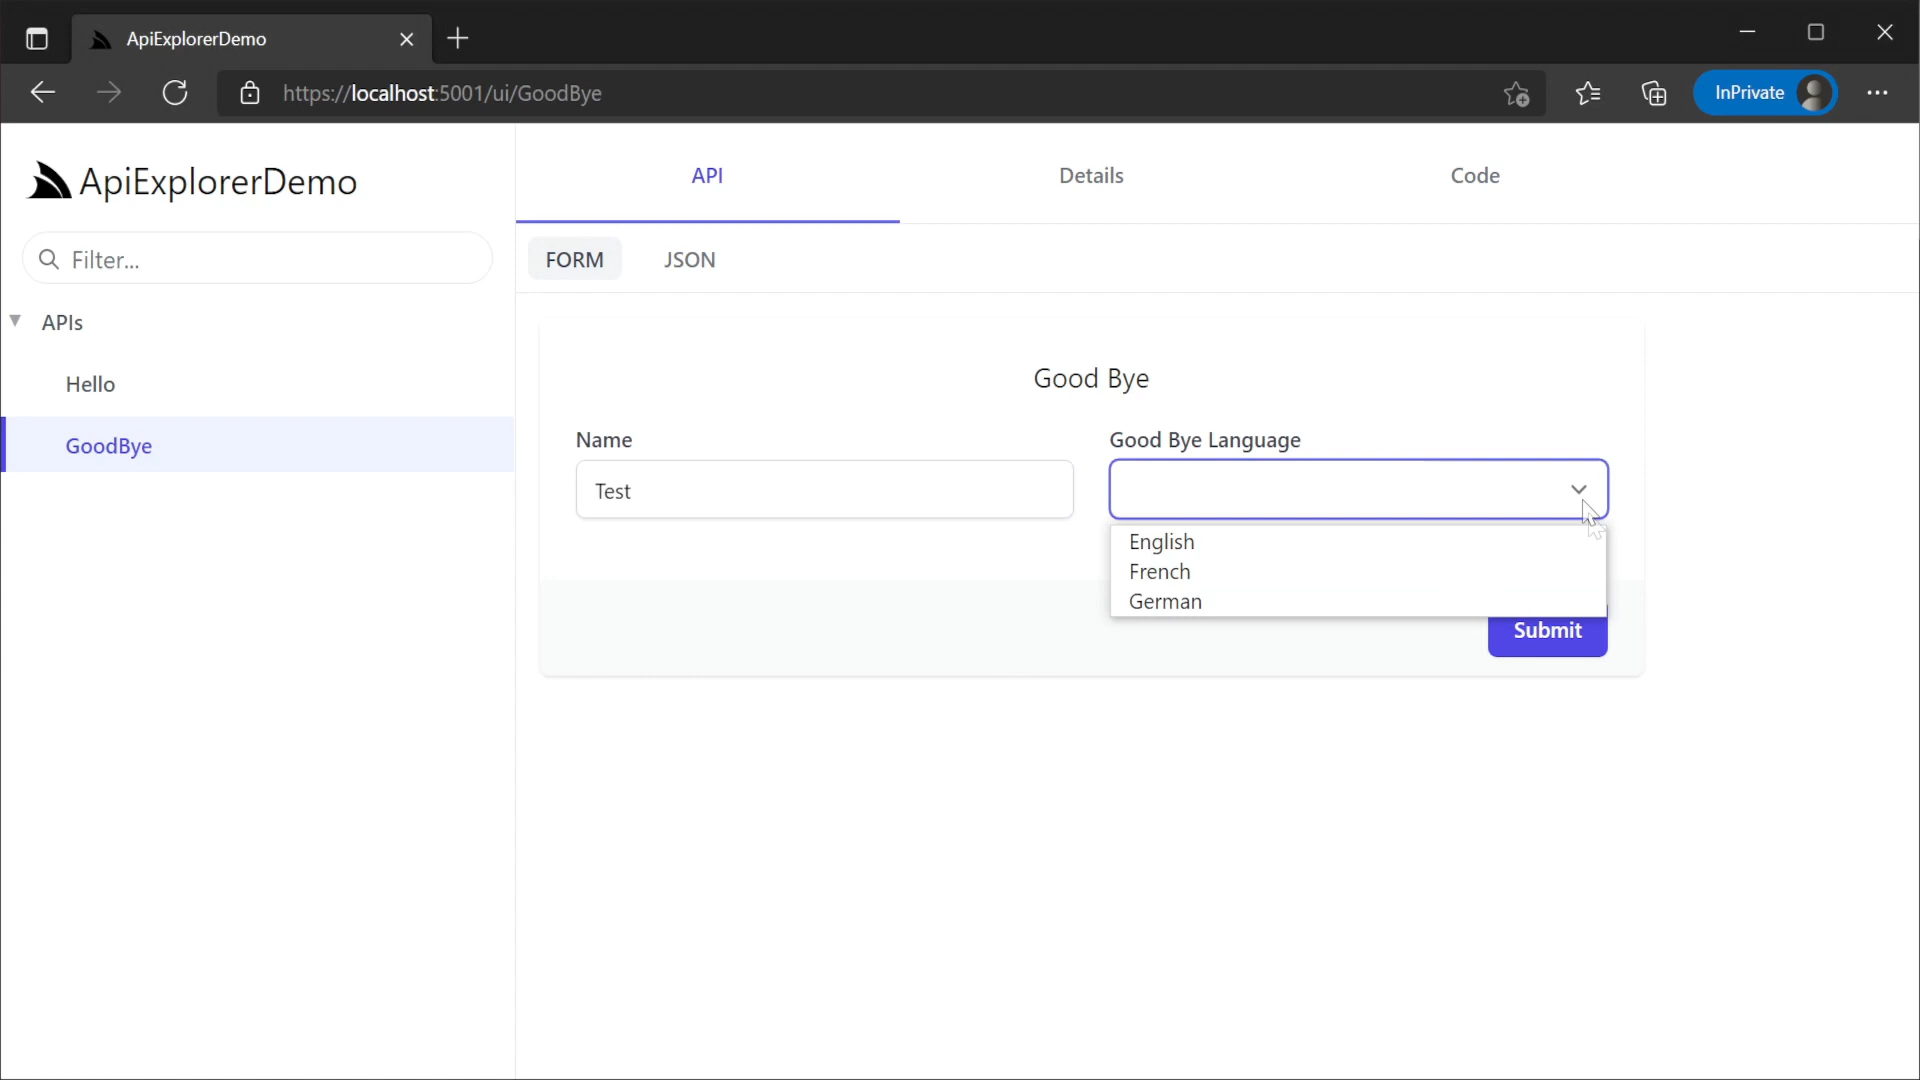 ApiExplorerDemo
https://localhost:5001/ui/GoodBye
InPrivate
ApiExplorerDemo
Filter...
APIs
Hello
GoodBye
API
Details
Code
FORM
JSON
Good Bye
Name
Test
Good Bye Language
English
French
German
Submit